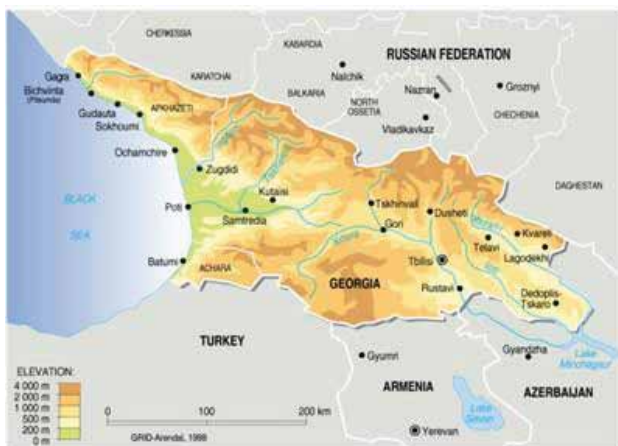 CHERKESSIA
KABARDIA
RUSSIAN FEDERATION
Gagra
Nalchik
KARATCHAI
Bichvinta
(Pitsunda)
BALKARIA
Nazran
Groznyi
Gudauta
APKHAZETI
NORTH
OSSETIA
Sokhoumi
Vladikavkaz
CHECHENIA
Ochamchire
Zugdidi
DAGHESTAN
BLACK
SEA
Kutaisi
Tskhinvali
Dusheti
Poti
Samtredia
Gori
Telavi
Kvareli
Lagodekhi
Batumi
Tbilisi
ACHARA
GEORGIA
Rustavi
Dedoplis-
Tskaro
TURKEY
Lake
Minchagaur
Gyumri
Gyandzha
ARMENIA
AZERBAIJAN
Lake
Sevan
Yerevan
ELEVATION:
4 000 m
2 000 m
1 000 m
500 m
200 m
0 m
0 100 200 km
GRID-Arendal, 1998